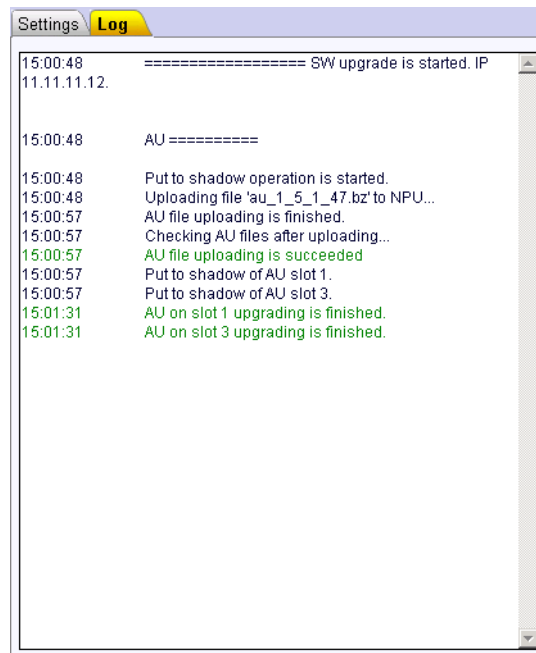 Settings Log
15:00:48 ================== SW upgrade is started. IP
11.11.11.12.
15:00:48 AU ==========
15:00:48 Put to shadow operation is started.
15:00:48 Uploading file 'au_1_5_1_47.bz' to NPU...
15:00:57 AU file uploading is finished.
15:00:57 Checking AU files after uploading...
15:00:57 AU file uploading is succeeded
15:00:57 Put to shadow of AU slot 1.
15:00:57 Put to shadow of AU slot 3.
15:01:31 AU on slot 1 upgrading is finished.
15:01:31 AU on slot 3 upgrading is finished.